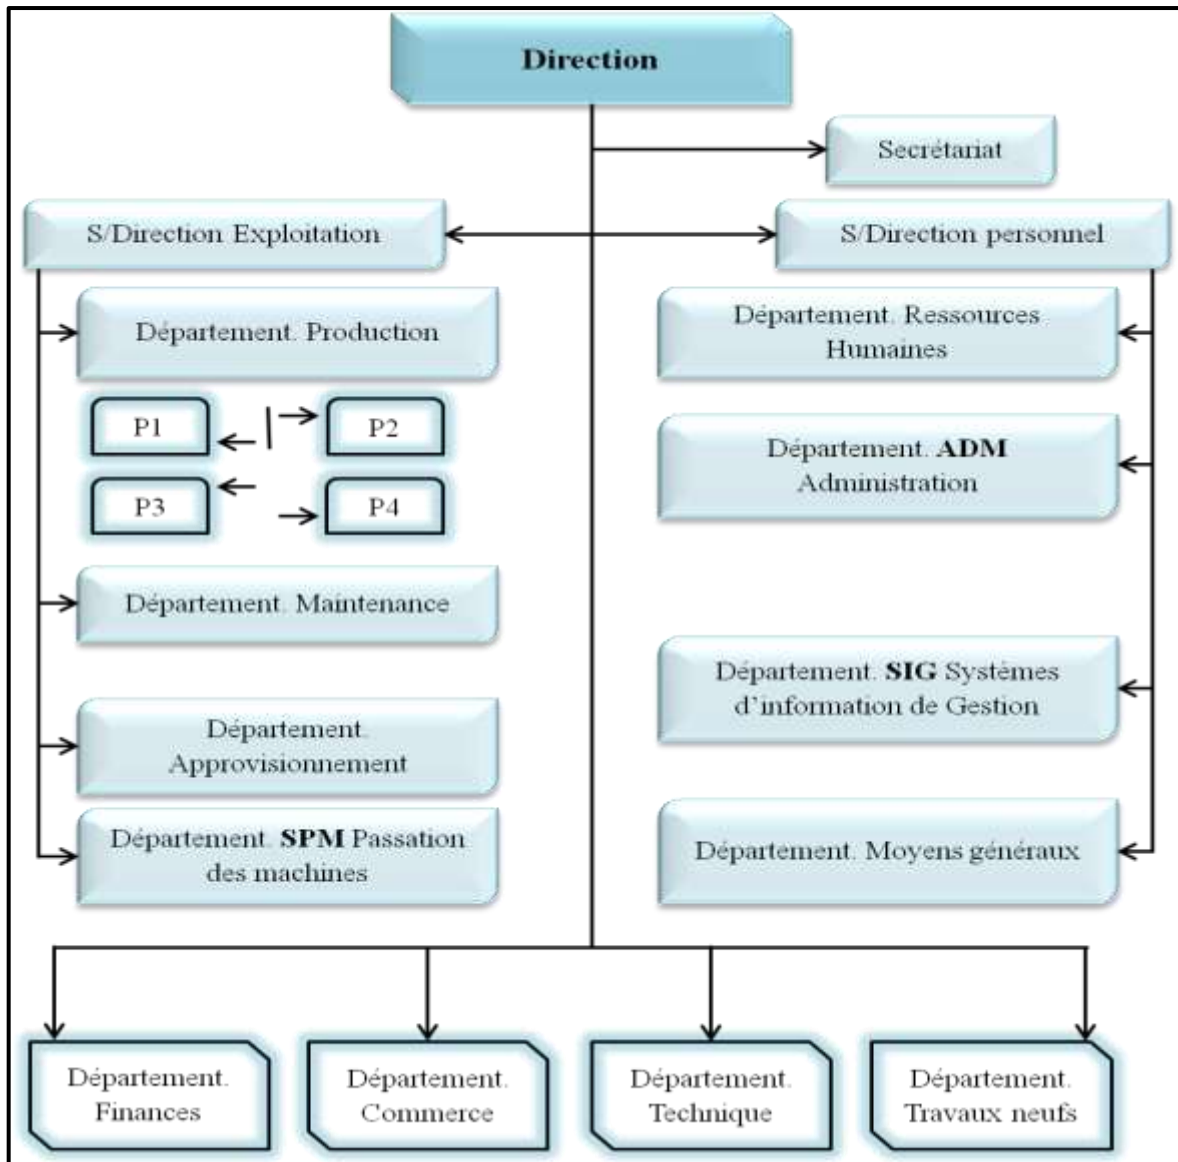 Direction
Secrétariat
S/Direction Exploitation
S/Direction personnel
Département. Production
Département. Ressources
Humaines
P1
P2
P3
P4
Département. ADM
Administration
Département. Maintenance
Département. SIG Systèmes
d’information de Gestion
Département.
Approvisionnement
Département. SPM Passation
des machines
Département. Moyens généraux
Département.
Finances
Département.
Commerce
Département.
Technique
Département.
Travaux neufs